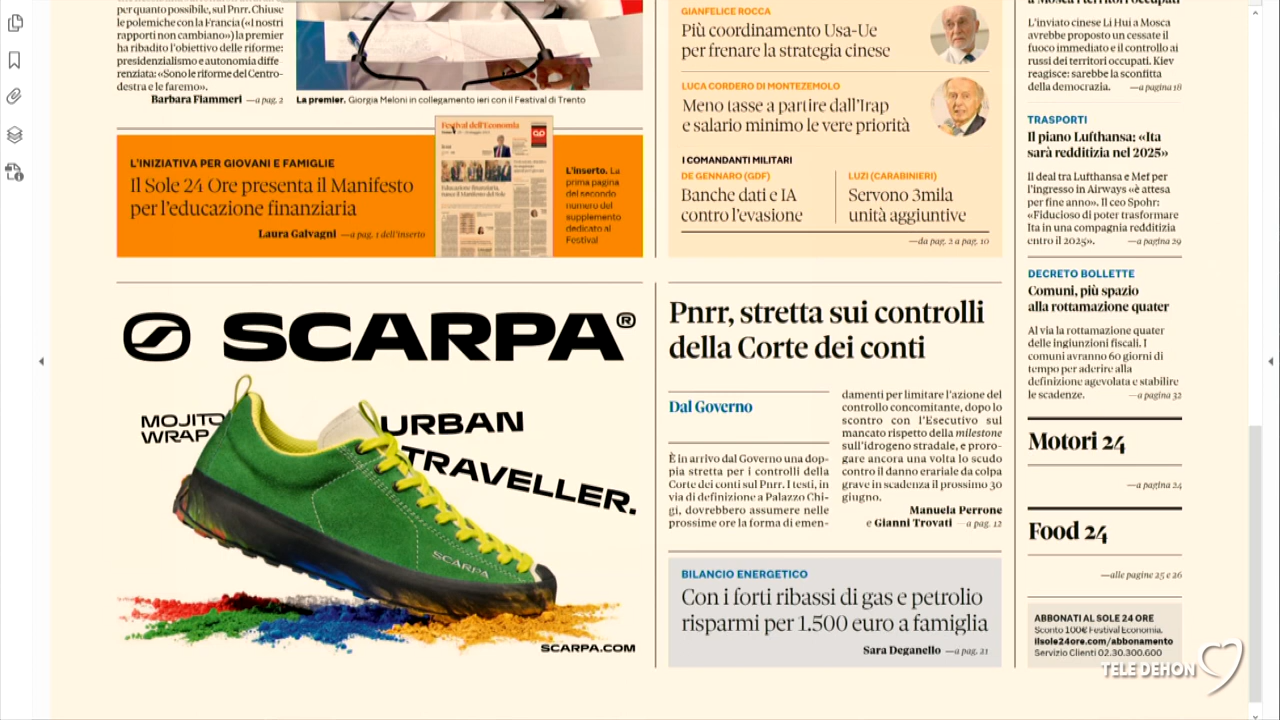 per quanto possibile, sul Pnrr. Chiuse
le polemiche con la Francia («I nostri
rapporti non cambiano») la premier
ha ribadito l'obiettivo delle riforme:
presidenzialismo e autonomia diffe-
renziata: «Sono le riforme del Centro-
destra e le faremo».
Barbara Fiammeri —a pag. 2
La premier. Giorgia Meloni in collegamento ieri con il Festival di Trento
L'INIZIATIVA PER GIOVANI E FAMIGLIE
Il Sole 24 Ore presenta il Manifesto
per l'educazione finanziaria
Laura Galvagni —a pag. 1 dell'inserto
Festival dell'Economia
L'inserto. La
prima pagina
del secondo
numero del
supplemento
dedicato al
Festival
SCARPA®
MOJITO
WRAP
URBAN
TRAVELLER.
SCARPA
SCARPA.COM
GIANFELICE ROCCA
Più coordinamento Usa-Ue
per frenare la strategia cinese
LUCA CORDERO DI MONTEZEMOLO
Meno tasse a partire dall'Irap
e salario minimo le vere priorità
I COMANDANTI MILITARI
DE GENNARO (GDF)
Banche dati e IA
contro l'evasione
LUZI (CARABINIERI)
Servono 3mila
unità aggiuntive
—da pag. 2 a pag. 10
Pnrr, stretta sui controlli
della Corte dei conti
Dal Governo
È in arrivo dal Governo una dop-
pia stretta per i controlli della
Corte dei conti sul Pnrr. I testi, in
via di definizione a Palazzo Chi-
gi, dovrebbero assumere nelle
prossime ore la forma di emen-
damenti per limitare l'azione del
controllo concomitante, dopo lo
scontro con l'Esecutivo sul
mancato rispetto della milestone
sull'idrogeno stradale, e proro-
gare ancora una volta lo scudo
contro il danno erariale da colpa
grave in scadenza il prossimo 30
giugno.
Manuela Perrone
e Gianni Trovati —a pag. 12
BILANCIO ENERGETICO
Con i forti ribassi di gas e petrolio
risparmi per 1.500 euro a famiglia
Sara Deganello —a pag. 21
L'inviato cinese Li Hui a Mosca
avrebbe proposto un cessate il
fuoco immediato e il controllo ai
russi dei territori occupati. Kiev
reagisce: sarebbe la sconfitta
della democrazia. —a pagina 18
TRASPORTI
Il piano Lufthansa: «Ita
sarà redditizia nel 2025»
Il deal tra Lufthansa e Mef per
l'ingresso in Airways «è attesa
per fine anno». Il ceo Spohr:
«Fiducioso di poter trasformare
Ita in una compagnia redditizia
entro il 2025». —a pagina 29
DECRETO BOLLETTE
Comuni, più spazio
alla rottamazione quater
Al via la rottamazione quater
delle ingiunzioni fiscali. I
comuni avranno 60 giorni di
tempo per aderire alla
definizione agevolata e stabilire
le scadenze. —a pagina 32
Motori 24
—a pagina 24
Food 24
—alle pagine 25 e 26
ABBONATI AL SOLE 24 ORE
Sconto 100€ Festival Economia.
ilsole24ore.com/abbonamento
Servizio Clienti 02.30.300.600
TELE DEHON